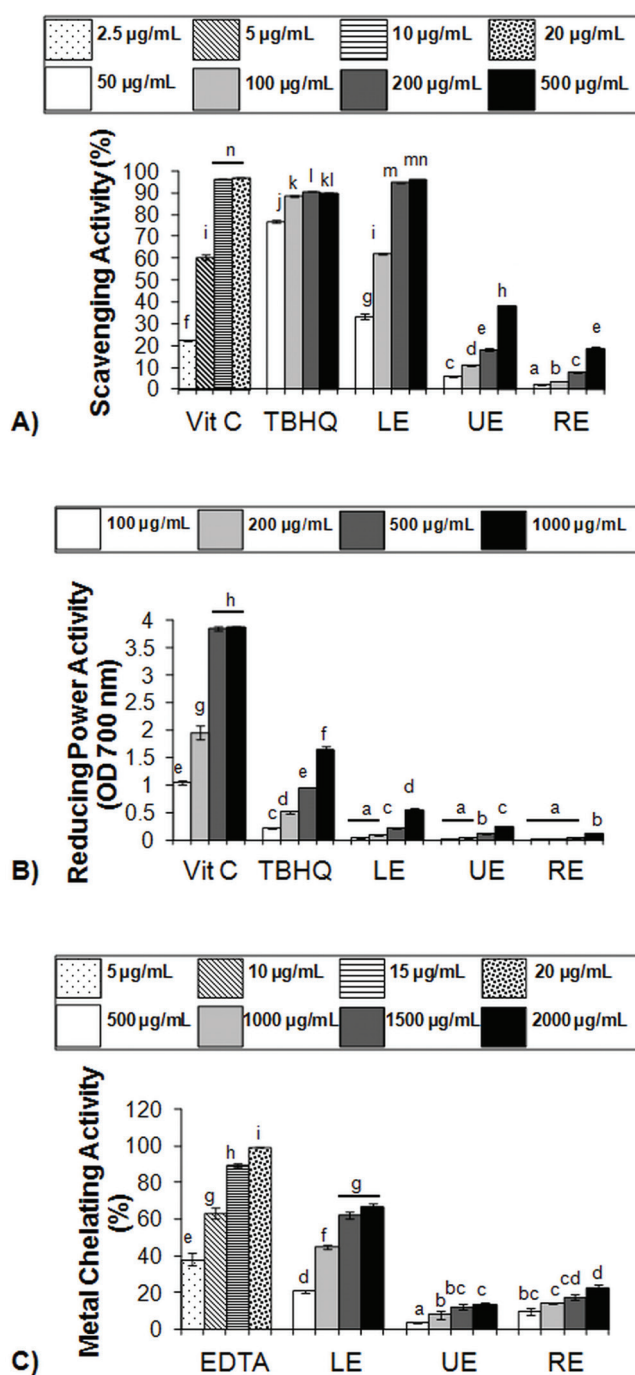 2.5 µg/mL 5 µg/mL 10 µg/mL 20 µg/mL
50 µg/mL 100 µg/mL 200 µg/mL 500 µg/mL
Scavenging Activity (%)
100
90
80
70
60
50
40
30
20
10
0
f i n j k l kl g i m mn c d e h a b c e
Vit C TBHQ LE UE RE
A)
100 µg/mL 200 µg/mL 500 µg/mL 1000 µg/mL
Reducing Power Activity
(OD 700 nm)
4
3.5
3
2.5
2
1.5
1
0.5
0
e g h c d e f a c d a b c a b
Vit C TBHQ LE UE RE
B)
5 µg/mL 10 µg/mL 15 µg/mL 20 µg/mL
500 µg/mL 1000 µg/mL 1500 µg/mL 2000 µg/mL
Metal Chelating Activity
(%)
120
100
80
60
40
20
0
e g h i d f g a b bc c bc c cd d
EDTA LE UE RE
C)